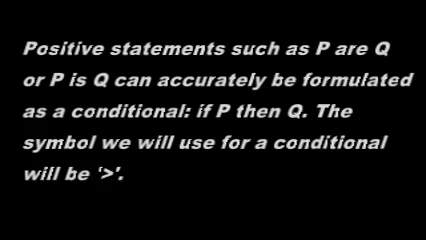 Positive statements such as P are Q
or P is Q can accurately be formulated
as a conditional: if P then Q. The
symbol we will use for a conditional
will be '>'.